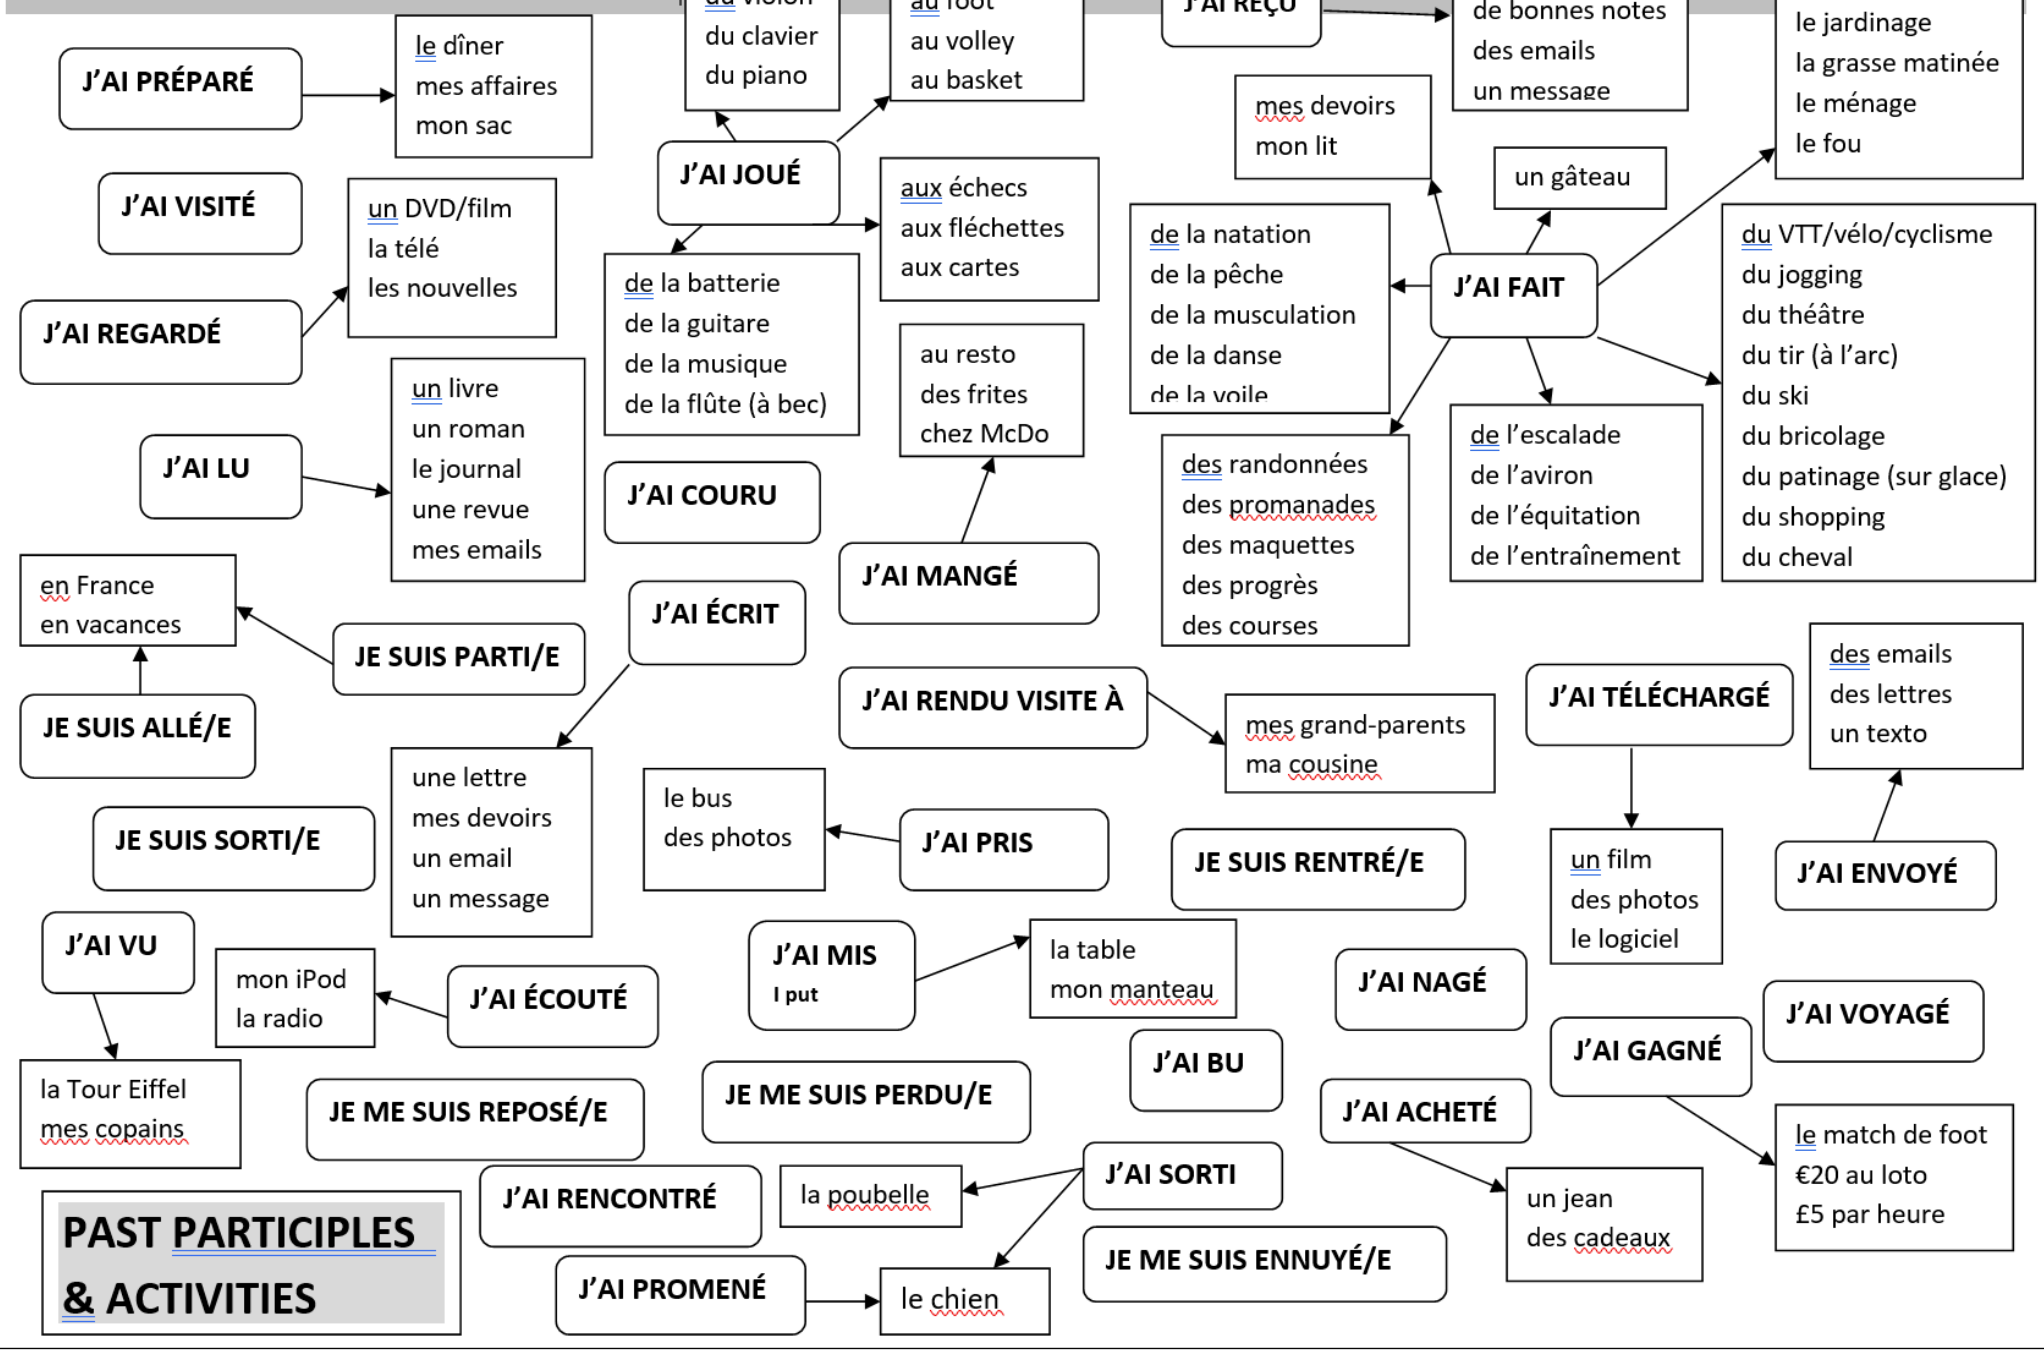 J'AI PRÉPARÉ
le dîner
mes affaires
mon sac
du violon
du clavier
du piano
au foot
au volley
au basket
J'AI REÇU
de bonnes notes
des emails
un message
le jardinage
la grasse matinée
le ménage
le fou
J'AI VISITÉ
J'AI JOUÉ
mes devoirs
mon lit
un gâteau
un DVD/film
la télé
les nouvelles
aux échecs
aux fléchettes
aux cartes
J'AI REGARDÉ
de la batterie
de la guitare
de la musique
de la flûte (à bec)
de la natation
de la pêche
de la musculation
de la danse
de la voile
J'AI FAIT
du VTT/vélo/cyclisme
du jogging
du théâtre
du tir (à l'arc)
du ski
du bricolage
du patinage (sur glace)
du shopping
du cheval
J'AI LU
un livre
un roman
le journal
une revue
mes emails
au resto
des frites
chez McDo
des randonnées
des promanades
des maquettes
des progrès
des courses
de l'escalade
de l'aviron
de l'équitation
de l'entraînement
J'AI COURU
J'AI MANGÉ
en France
en vacances
JE SUIS PARTI/E
J'AI ÉCRIT
JE SUIS ALLÉ/E
J'AI RENDU VISITE À
mes grand-parents
ma cousine
J'AI TÉLÉCHARGÉ
des emails
des lettres
un texto
une lettre
mes devoirs
un email
un message
le bus
des photos
J'AI PRIS
JE SUIS SORTI/E
JE SUIS RENTRÉ/E
un film
des photos
le logiciel
J'AI ENVOYÉ
J'AI VU
mon iPod
la radio
J'AI ÉCOUTÉ
J'AI MIS
I put
la table
mon manteau
J'AI NAGÉ
J'AI VOYAGÉ
J'AI GAGNÉ
J'AI BU
la Tour Eiffel
mes copains
JE ME SUIS REPOSÉ/E
JE ME SUIS PERDU/E
J'AI ACHETÉ
le match de foot
€20 au loto
£5 par heure
J'AI RENCONTRÉ
la poubelle
J'AI SORTI
un jean
des cadeaux
PAST PARTICIPLES
& ACTIVITIES
J'AI PROMENÉ
le chien
JE ME SUIS ENNUYÉ/E